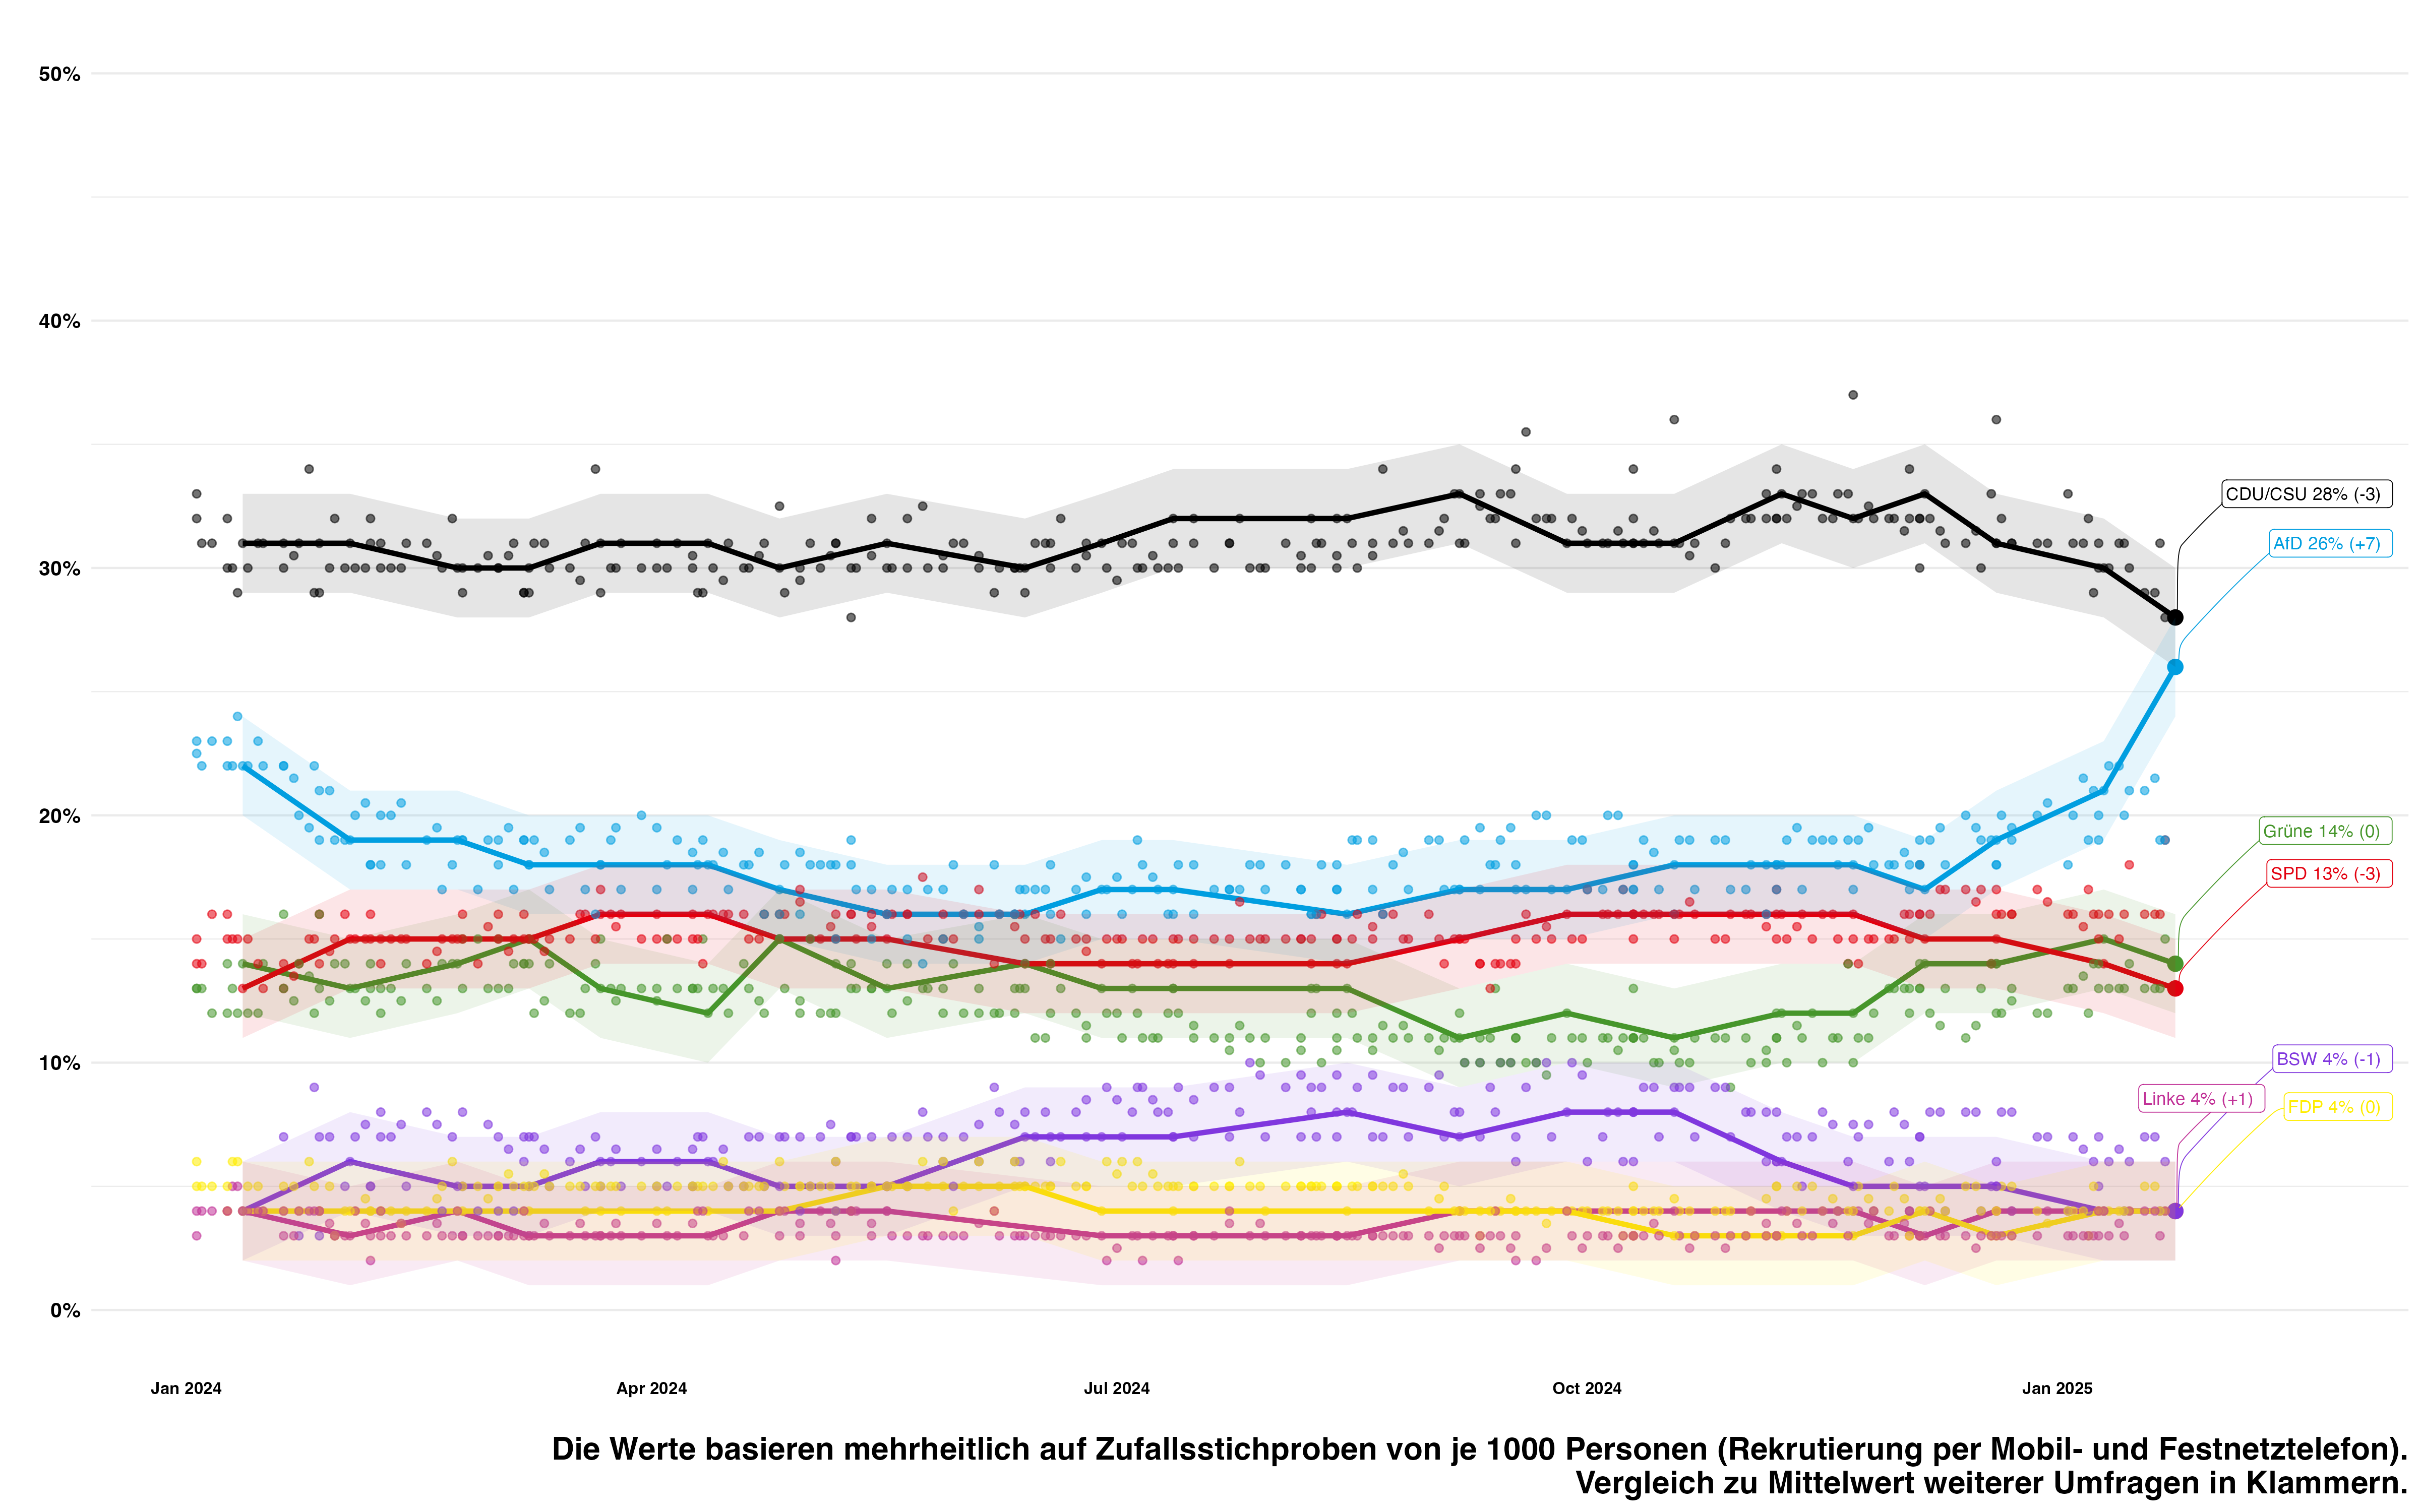 50%
40%
30%
20%
10%
0%
CDU/CSU 28% (-3)
AfD 26% (+7)
Grüne 14% (0)
SPD 13% (-3)
BSW 4% (-1)
Linke 4% (+1)
FDP 4% (0)
Jan 2024
Apr 2024
Jul 2024
Oct 2024
Jan 2025
Die Werte basieren mehrheitlich auf Zufallsstichproben von je 1000 Personen (Rekrutierung per Mobil- und Festnetztelefon).
Vergleich zu Mittelwert weiterer Umfragen in Klammern.